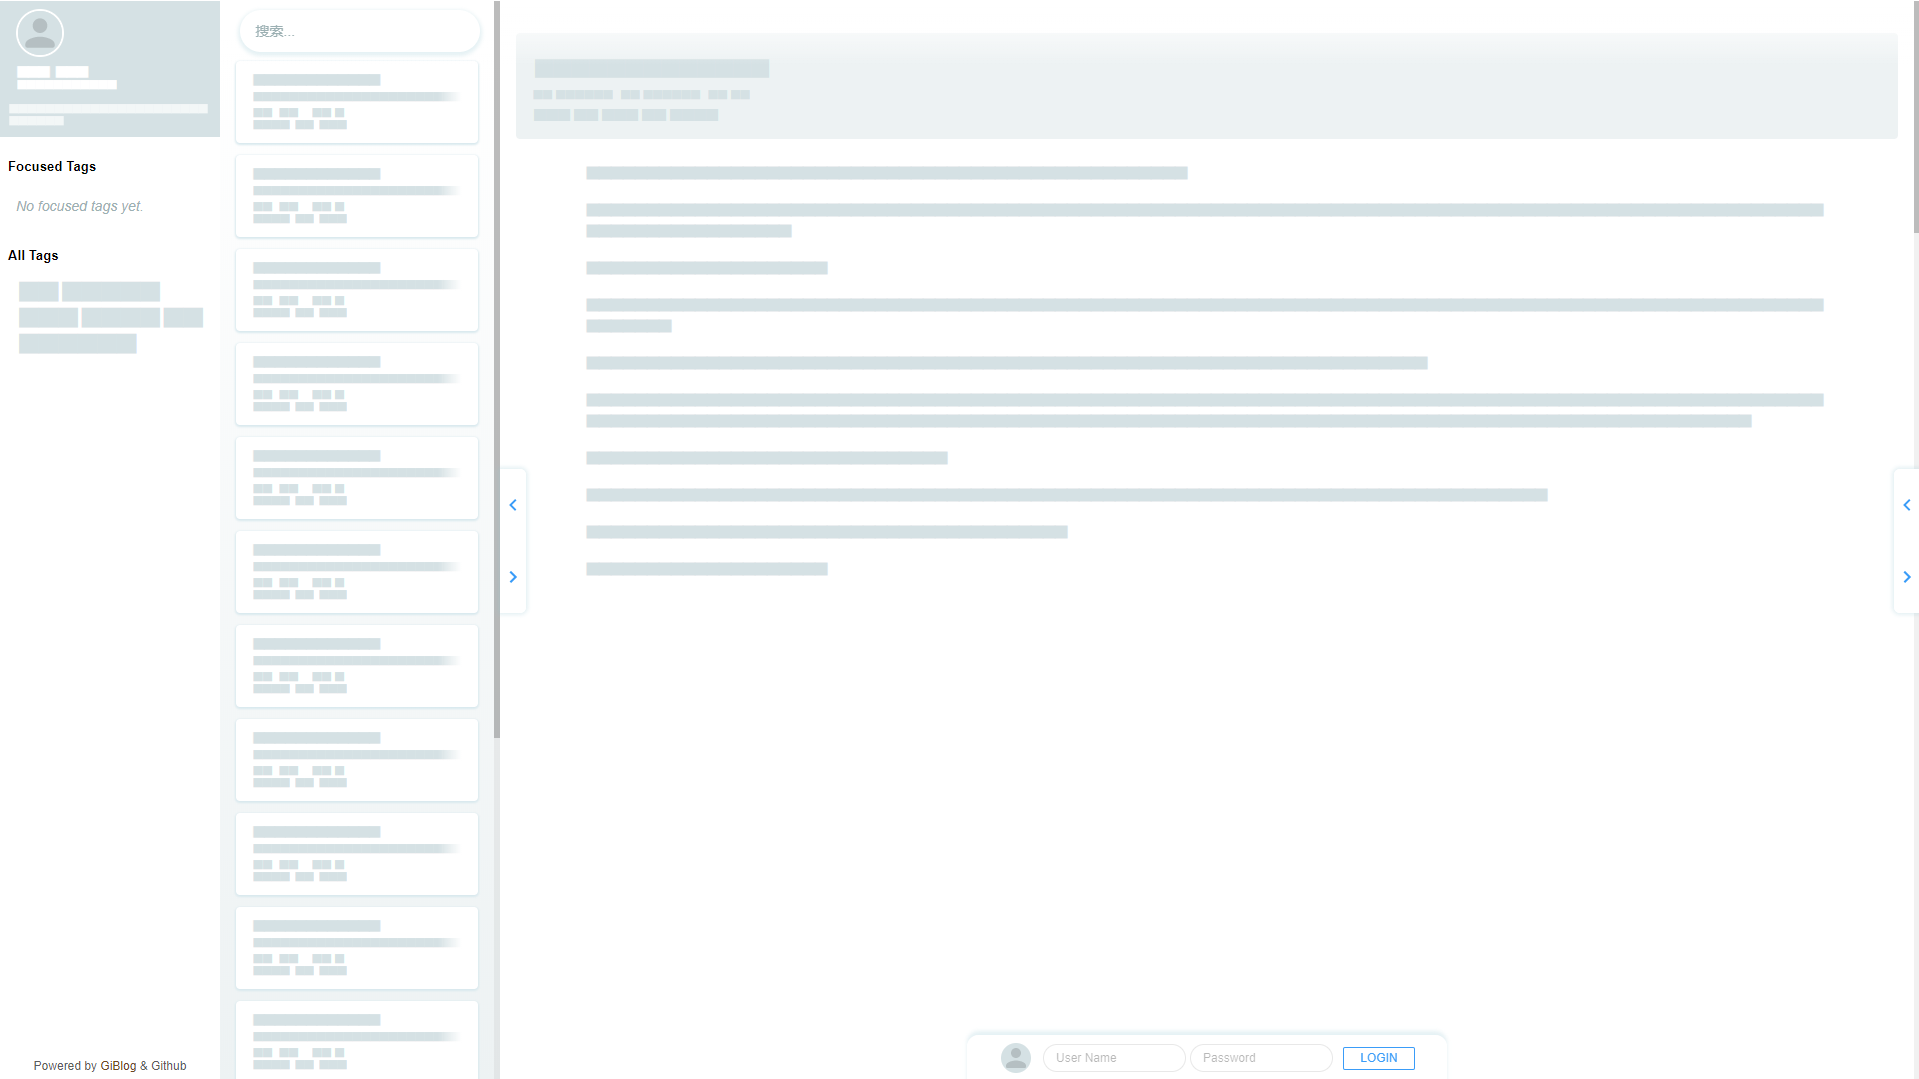 搜索...
Focused Tags
No focused tags yet.
All Tags
Powered by GiBlog & Github
User Name
Password
LOGIN